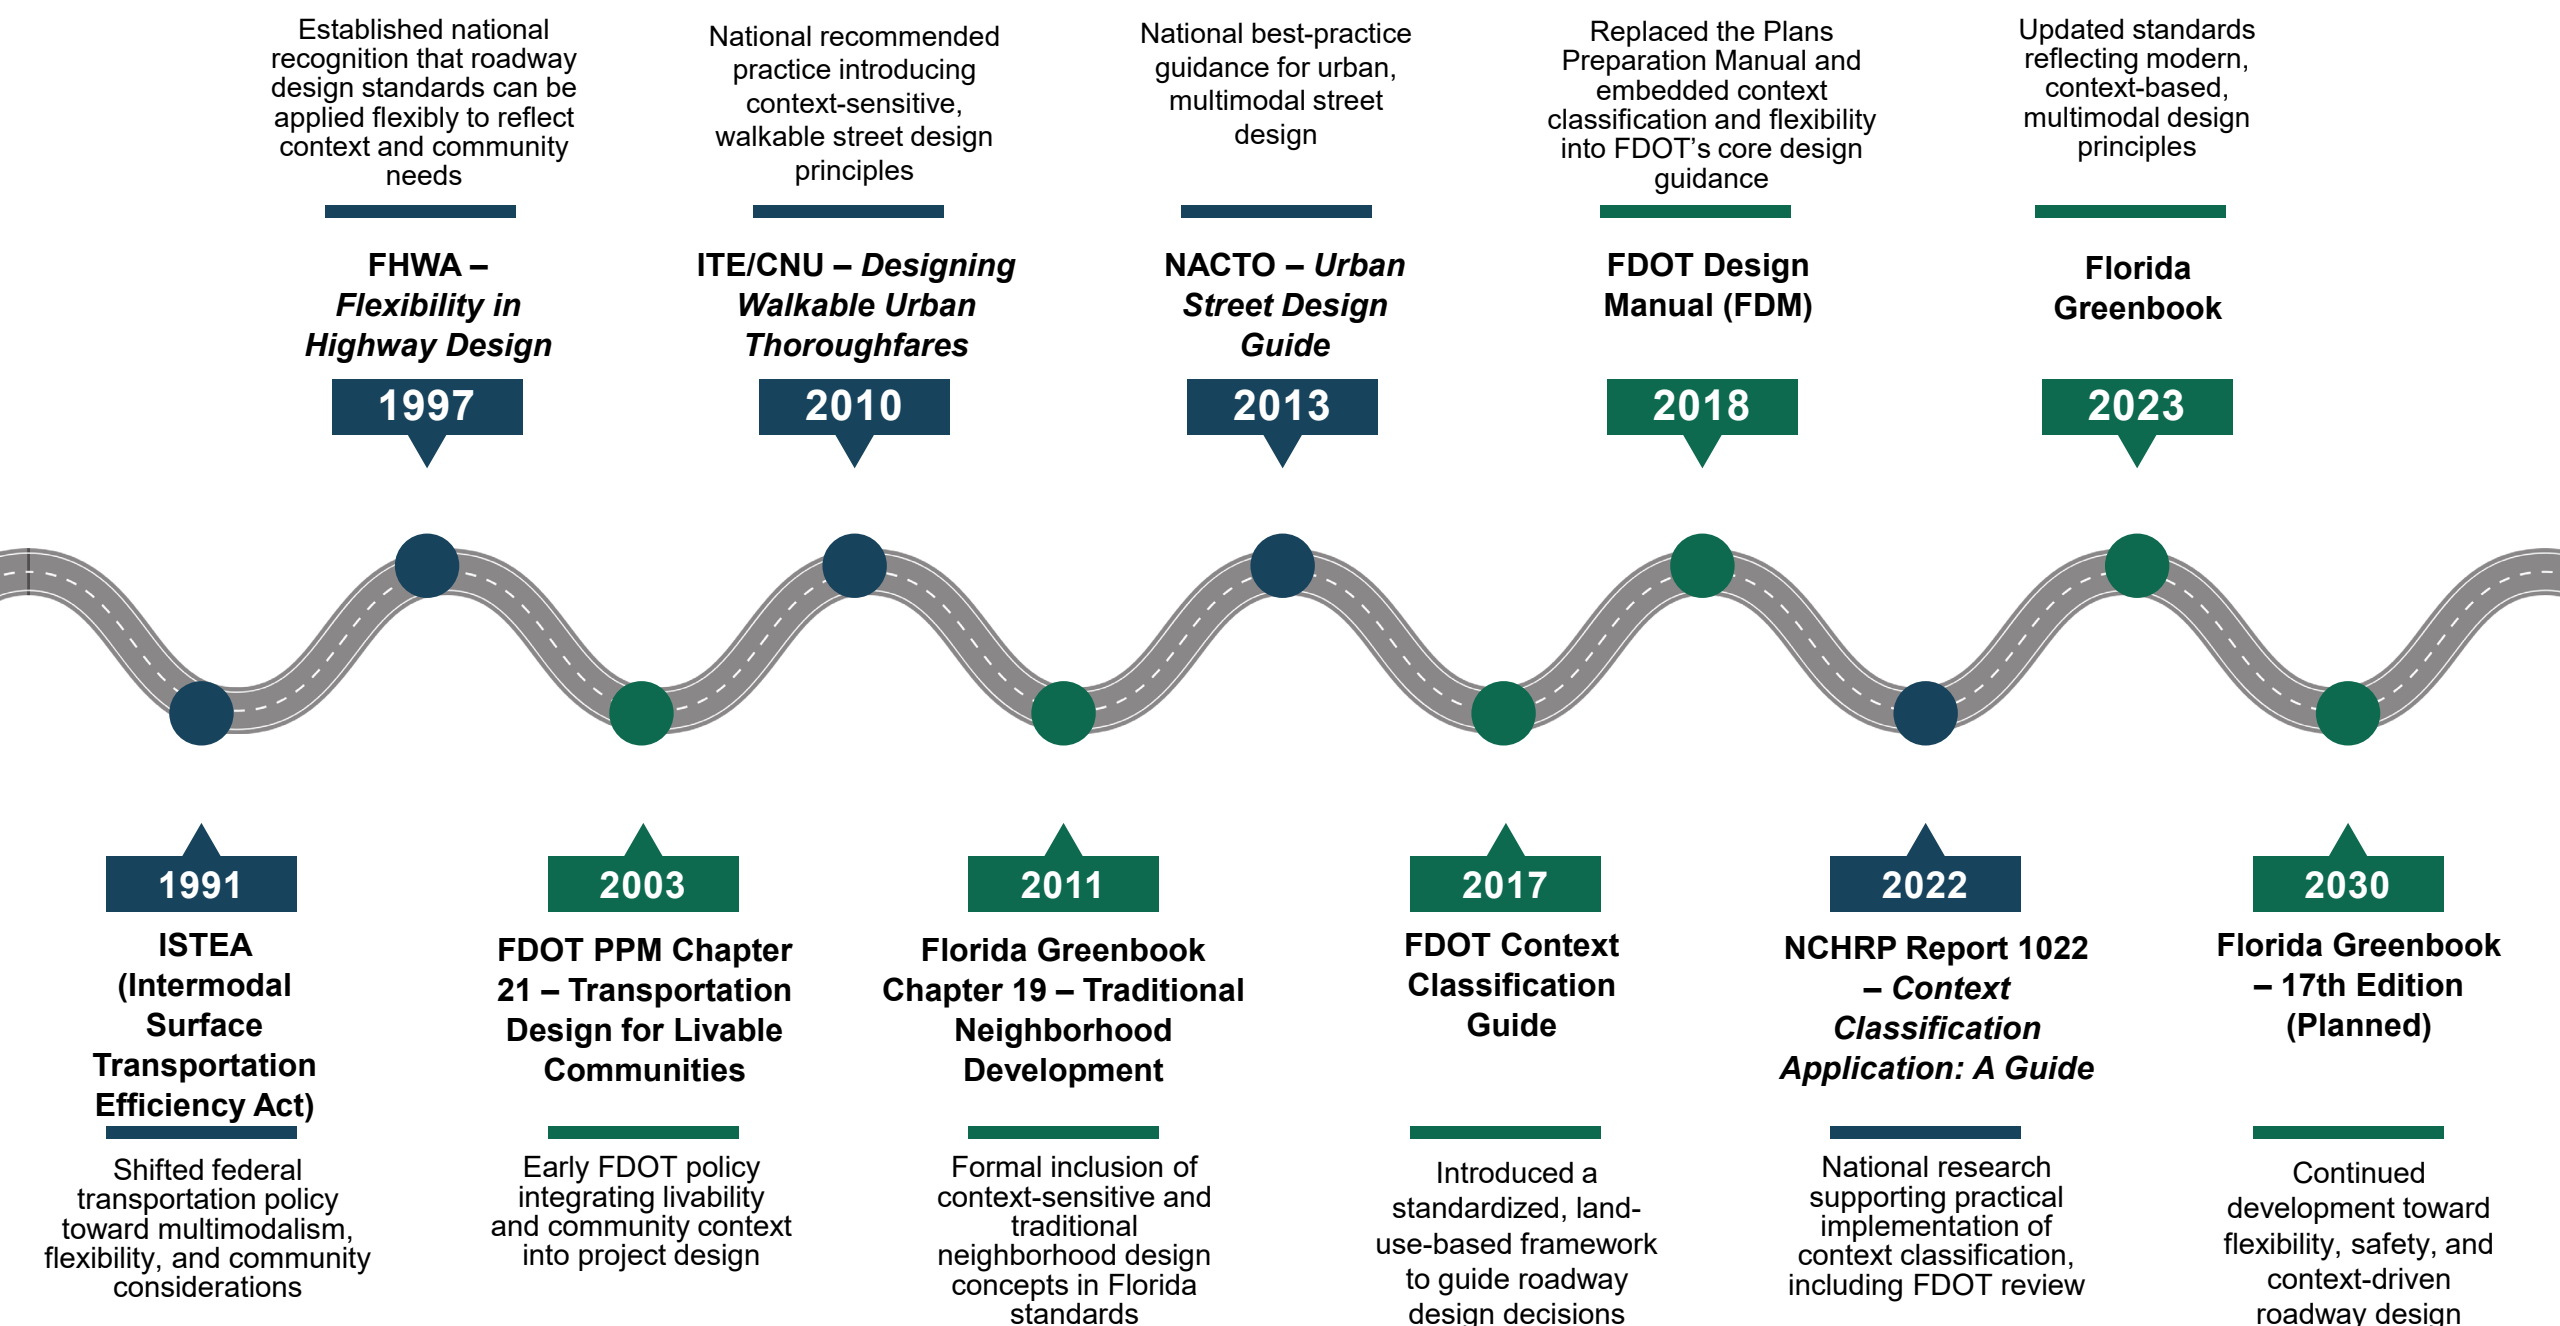 Established national
recognition that roadway
design standards can be
applied flexibly to reflect
context and community
needs
FHWA –
Flexibility in
Highway Design
1997
National recommended
practice introducing
context-sensitive,
walkable street design
principles
ITE/CNU – Designing
Walkable Urban
Thoroughfares
2010
National best-practice
guidance for urban,
multimodal street
design
NACTO – Urban
Street Design
Guide
2013
Replaced the Plans
Preparation Manual and
embedded context
classification and flexibility
into FDOT’s core design
guidance
FDOT Design
Manual (FDM)
2018
Updated standards
reflecting modern,
context-based,
multimodal design
principles
Florida
Greenbook
2023
1991
ISTEA
(Intermodal
Surface
Transportation
Efficiency Act)
Shifted federal
transportation policy
toward multimodalism,
flexibility, and community
considerations
2003
FDOT PPM Chapter
21 – Transportation
Design for Livable
Communities
Early FDOT policy
integrating livability
and community context
into project design
2011
Florida Greenbook
Chapter 19 – Traditional
Neighborhood
Development
Formal inclusion of
context-sensitive and
traditional
neighborhood design
concepts in Florida
standards
2017
FDOT Context
Classification
Guide
Introduced a
standardized, land-
use-based framework
to guide roadway
design decisions
2022
NCHRP Report 1022
– Context
Classification
Application: A Guide
National research
supporting practical
implementation of
context classification,
including FDOT review
2030
Florida Greenbook
– 17th Edition
(Planned)
Continued
development toward
flexibility, safety, and
context-driven
roadway design